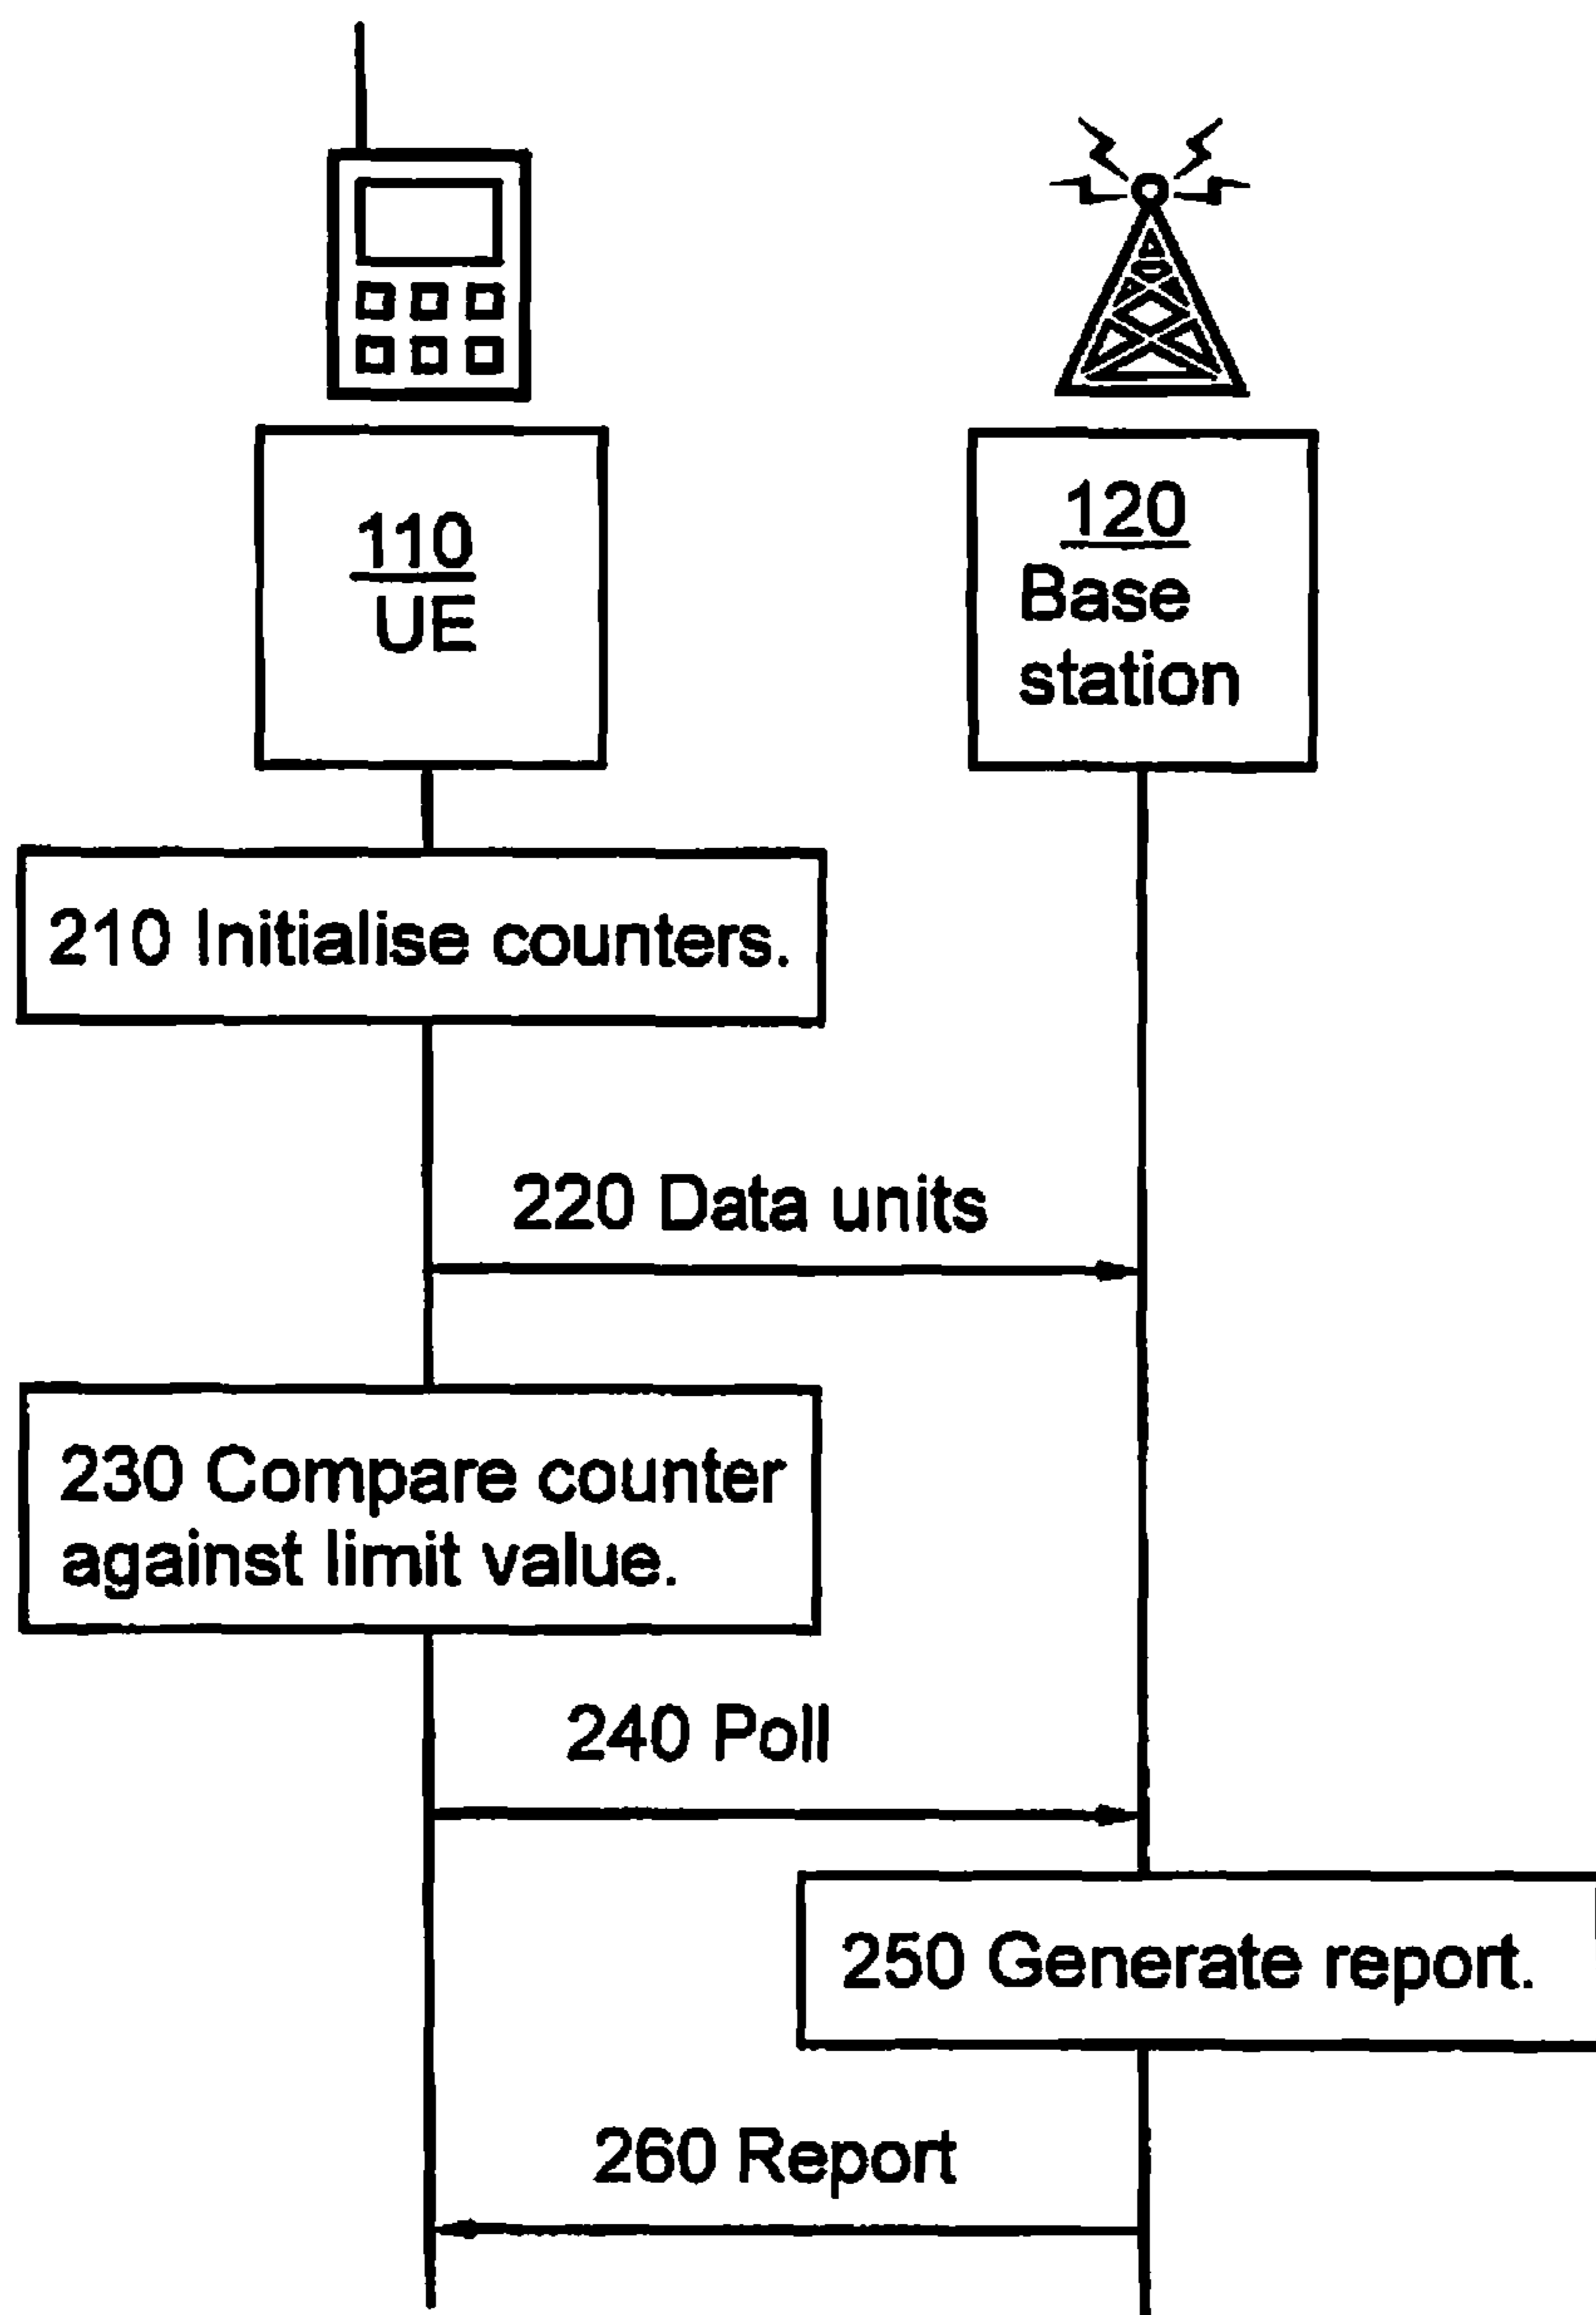 110
UE
120
Base
station
210 Initialise counters.
220 Data units
230 Compare counter
against limit value.
240 Poll
250 Generate report.
260 Report